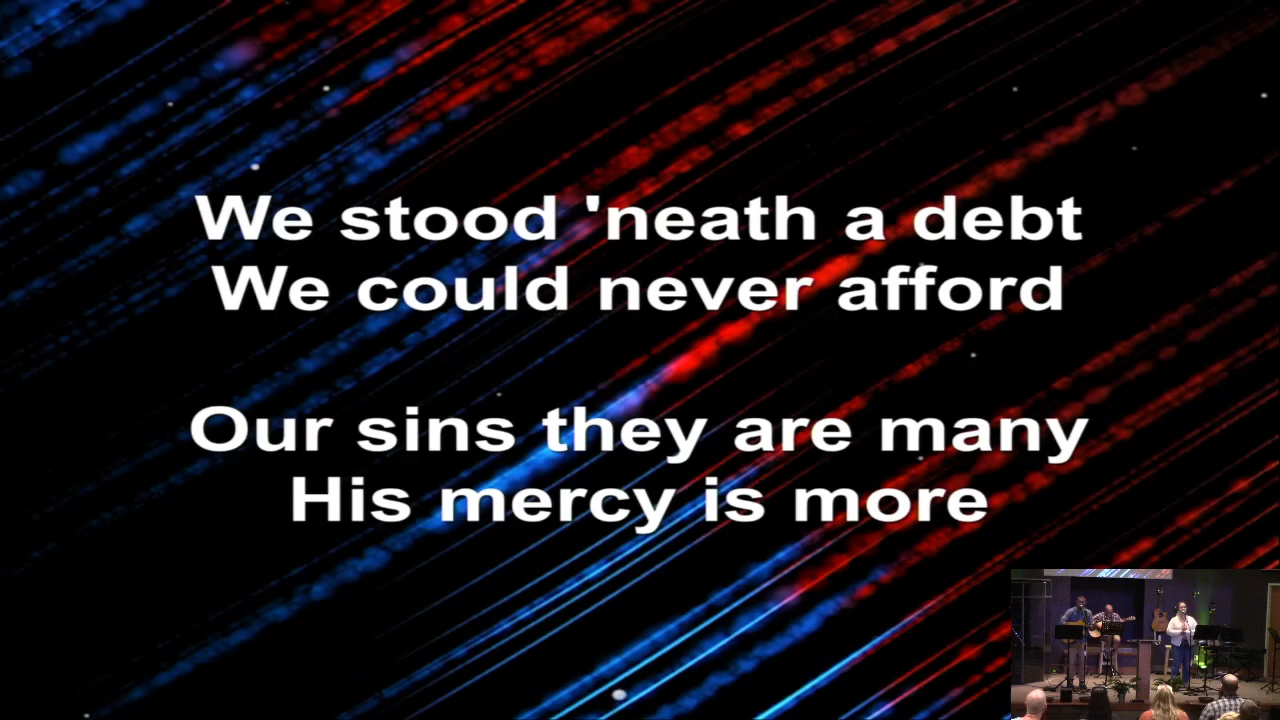 We stood 'neath a debt
We could never afford
Our sins they are many
His mercy is more